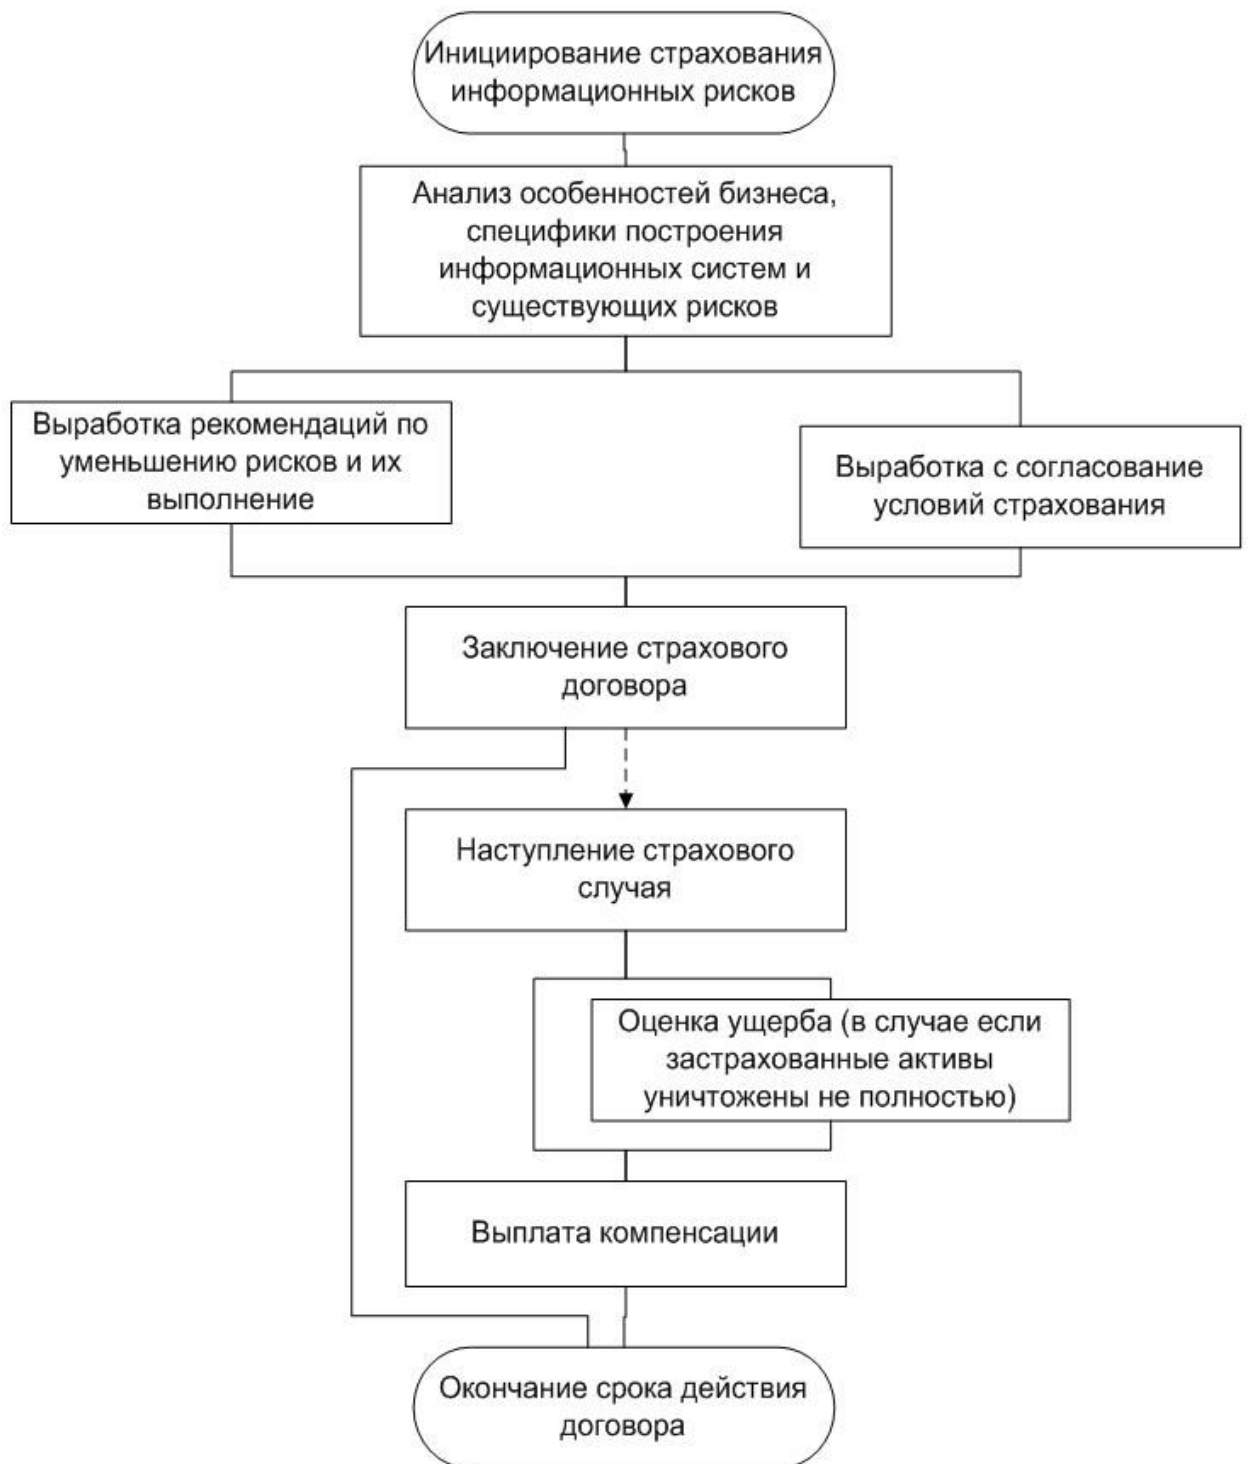 Инициирование страхования
информационных рисков
Анализ особенностей бизнеса,
специфики построения
информационных систем и
существующих рисков
Выработка рекомендаций по
уменьшению рисков и их
выполнение
Выработка с согласование
условий страхования
Заключение страхового
договора
Наступление страхового
случая
Оценка ущерба (в случае если
застрахованные активы
уничтожены не полностью)
Выплата компенсации
Окончание срока действия
договора